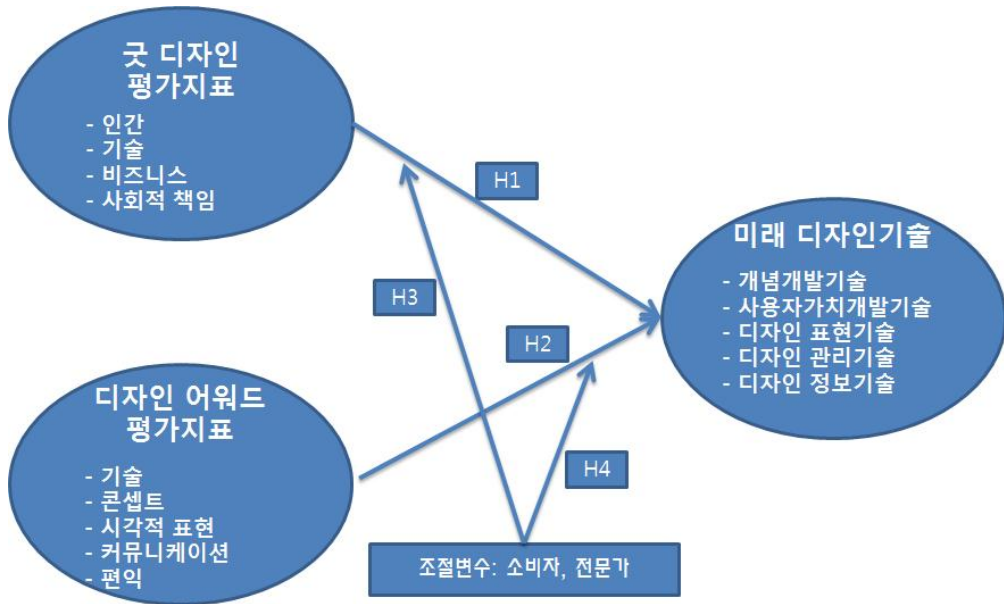 굿 디자인
평가지표
- 인간
- 기술
- 비즈니스
- 사회적 책임
H1
미래 디자인기술
- 개념개발기술
- 사용자가치개발기술
- 디자인 표현기술
- 디자인 관리기술
- 디자인 정보기술
H3
H2
디자인 어워드
평가지표
- 기술
- 콘셉트
- 시각적 표현
- 커뮤니케이션
- 편익
H4
조절변수: 소비자, 전문가